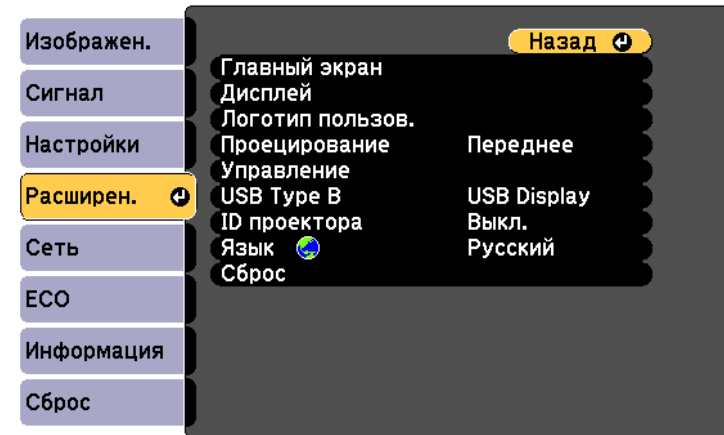 Изображен.
Сигнал
Настройки
Расширен.
Сеть
ECO
Информация
Сброс
Назад
Главный экран
Дисплей
Логотип пользов.
Проецирование Переднее
Управление
USB Type B USB Display
ID проектора Выкл.
Язык Русский
Сброс